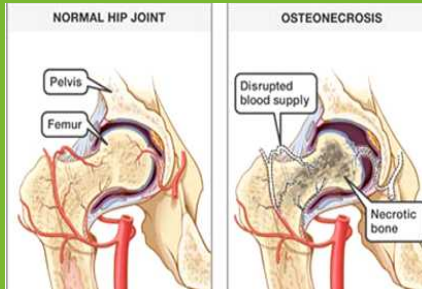 NORMAL HIP JOINT
Pelvis
Femur
OSTEONECROSIS
Disrupted
blood supply
Necrotic
bone